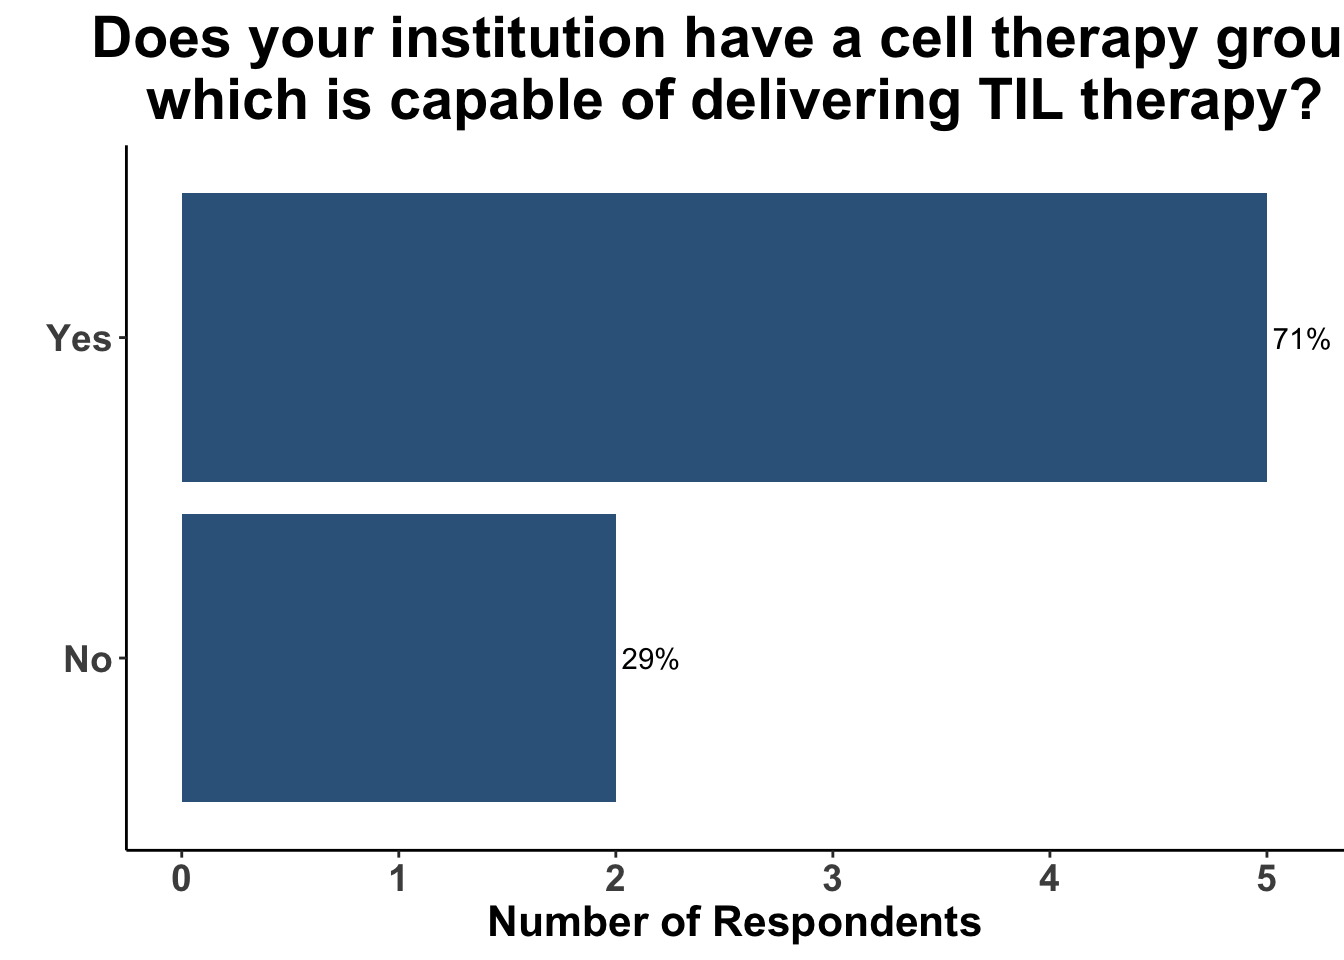 Does your institution have a cell therapy grou
which is capable of delivering TIL therapy?
Yes
71%
No
29%
0 1 2 3 4 5
Number of Respondents